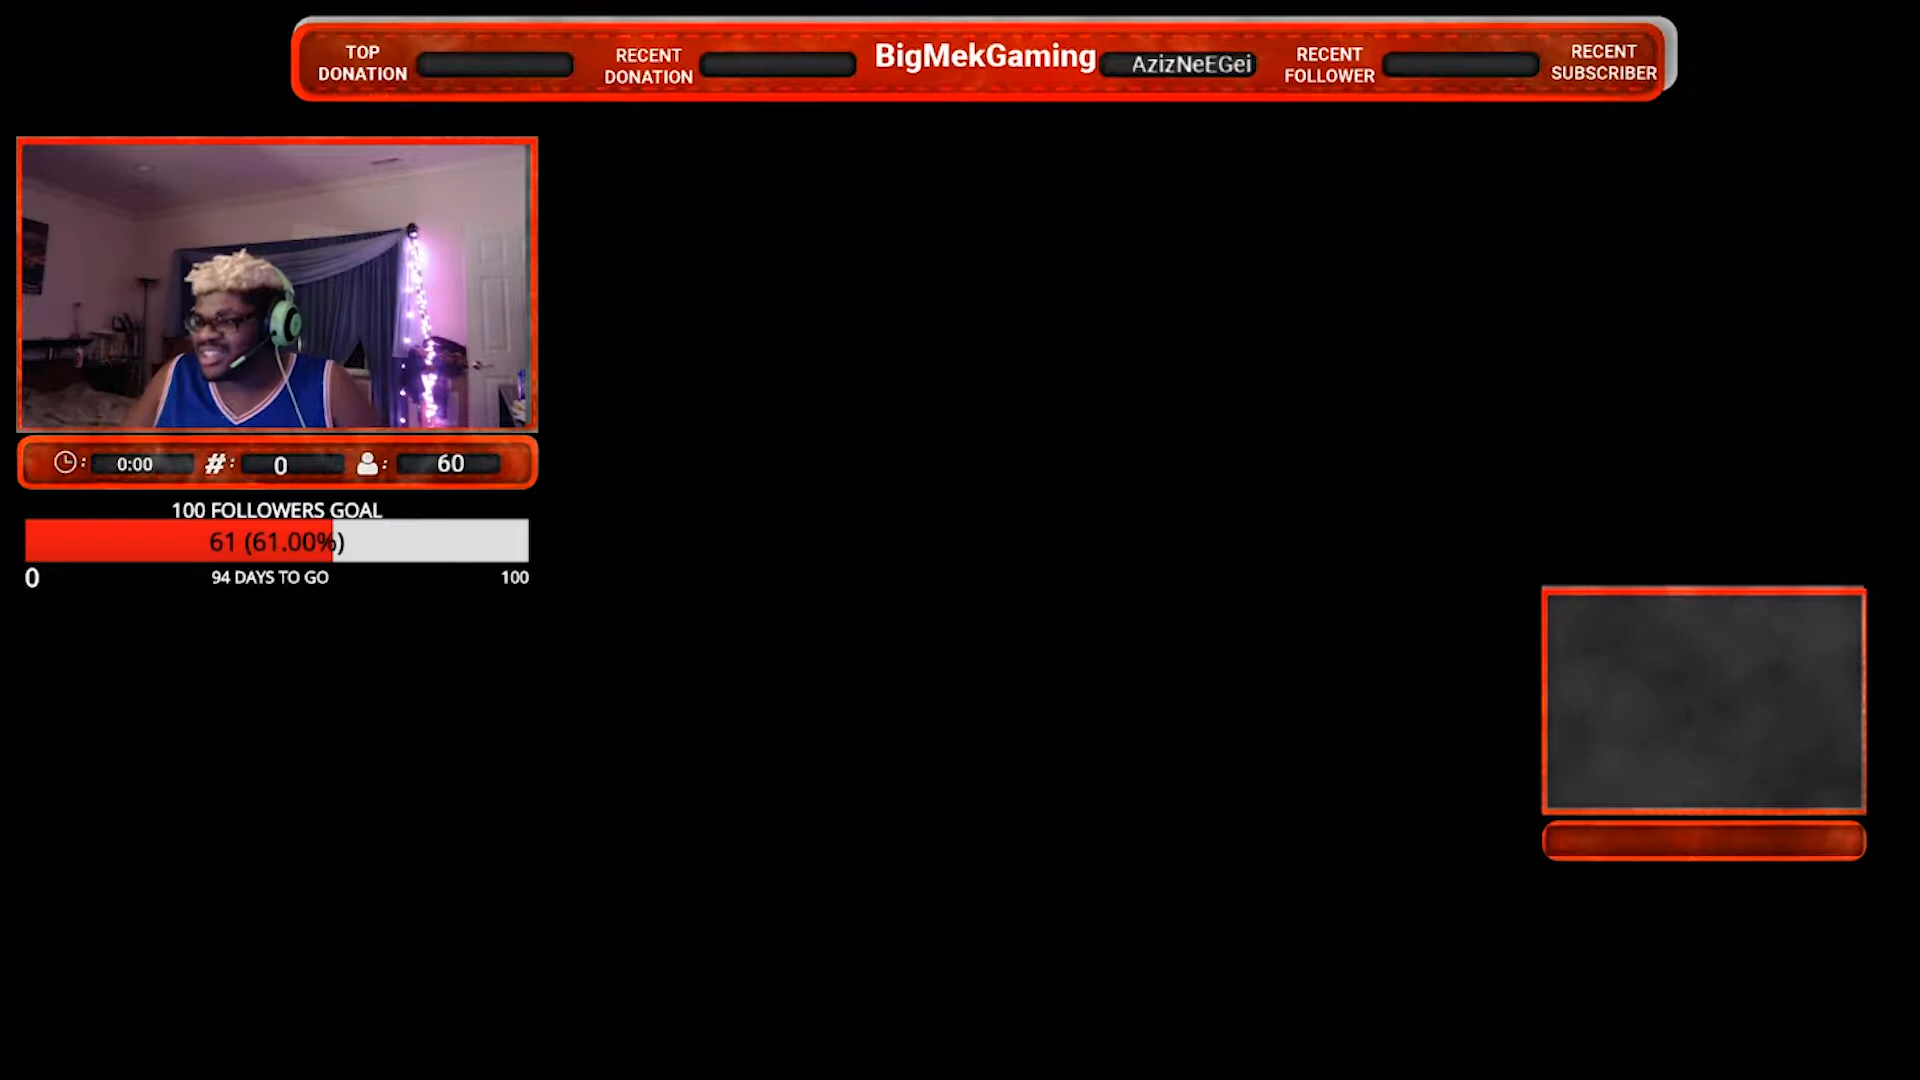 TOP
DONATION
RECENT
DONATION
BigMekGaming
AzizNeEGei
RECENT
FOLLOWER
RECENT
SUBSCRIBER
0:00
#:
0
:
60
100 FOLLOWERS GOAL
61 (61.00%)
0
94 DAYS TO GO
100